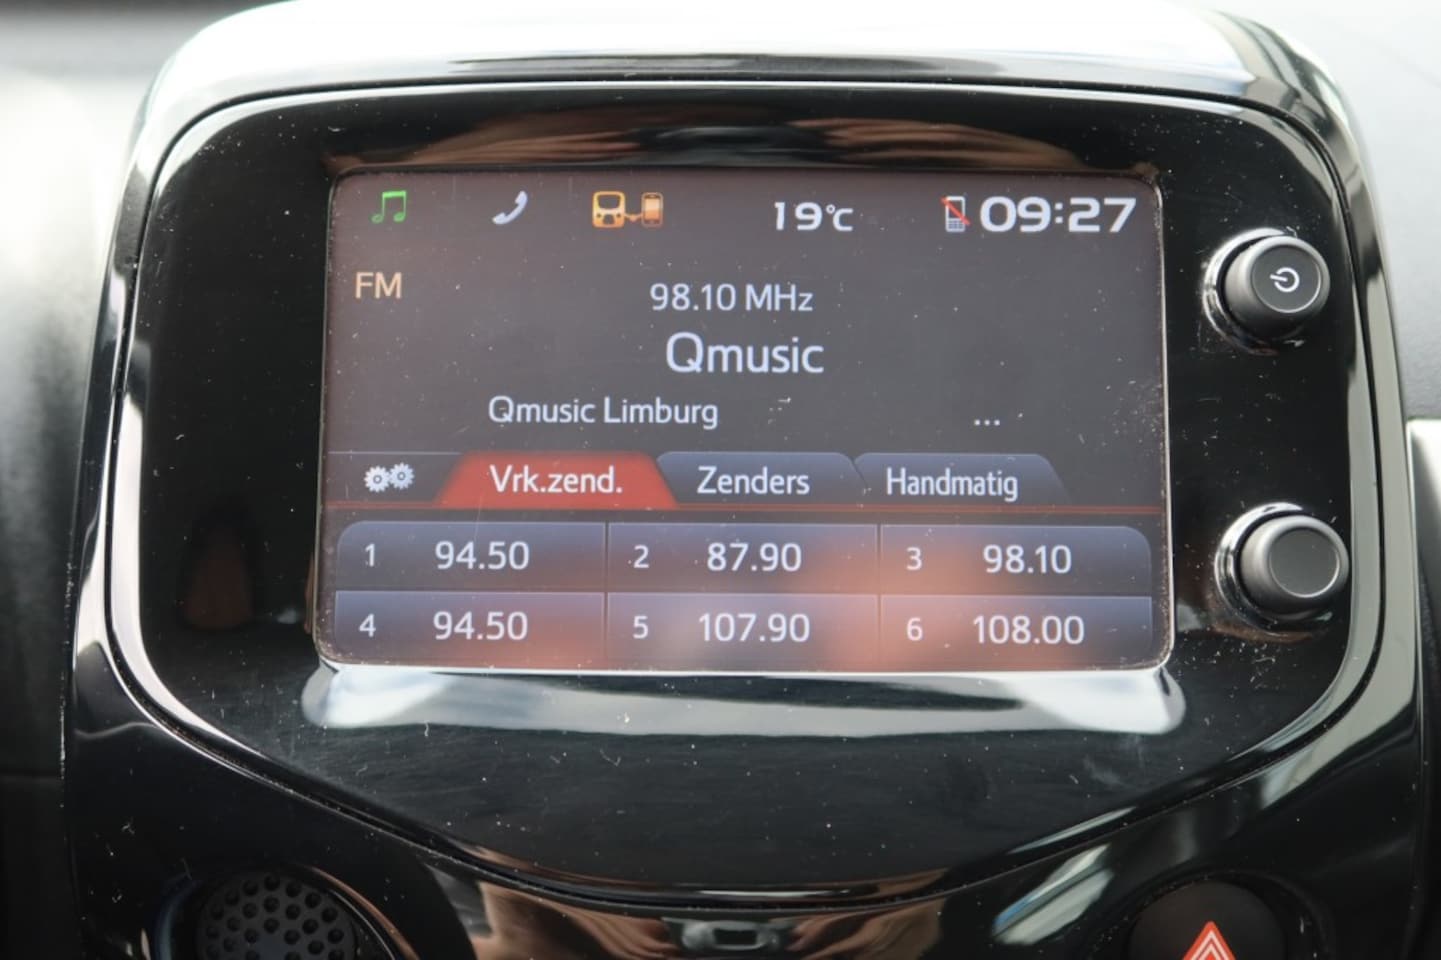 19°C 09:27
FM
98.10 MHz
Qmusic
Qmusic Limburg ...
Vrk.zend. Zenders Handmatig
1 94.50 2 87.90 3 98.10
4 94.50 5 107.90 6 108.00